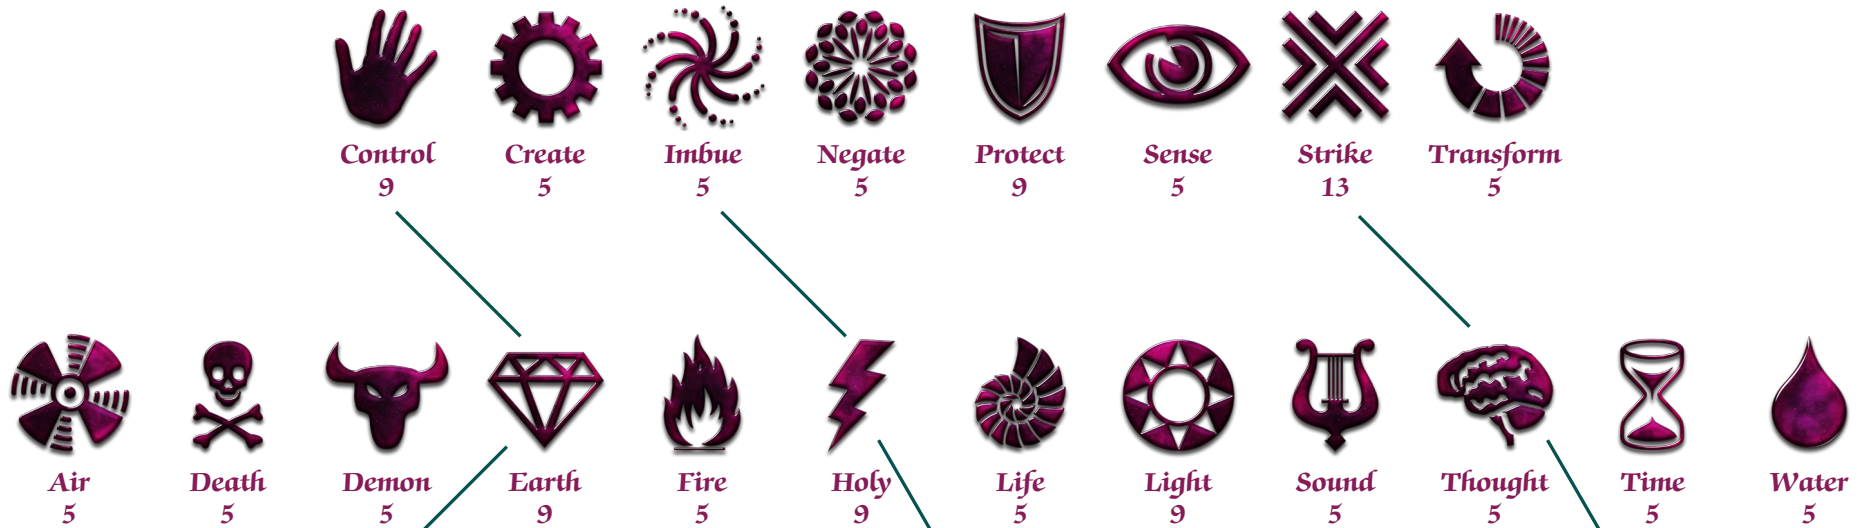 Control Create Imbue Negate Protect Sense Strike Transform
9 5 5 5 9 5 13 5
Air Death Demon Earth Fire Holy Life Light Sound Thought Time Water
5 5 5 9 5 9 5 9 5 5 5 5